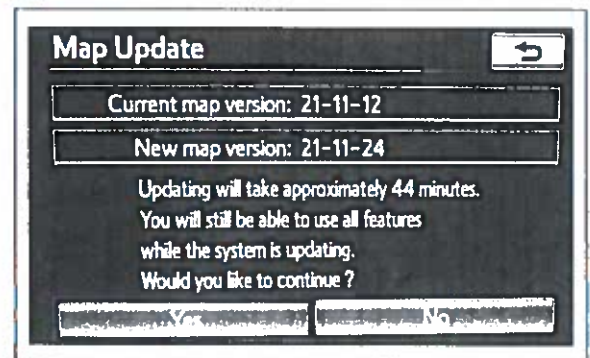 Map Update
Current map version: 21-11-12
New map version: 21-11-24
Updating will take approximately 44 minutes.
You will still be able to use all features
while the system is updating.
Would you like to continue ?
Yes
No